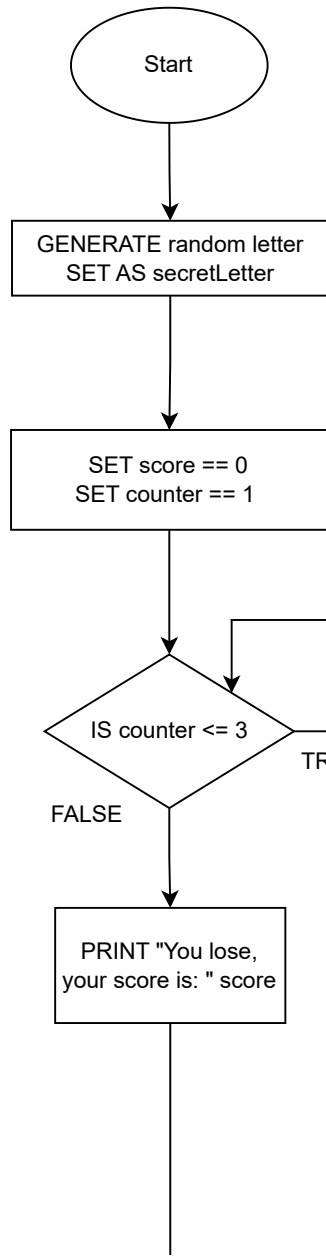 Start
GENERATE random letter
SET AS secretLetter
SET score == 0
SET counter == 1
IS counter <= 3
TR
FALSE
PRINT "You lose,
your score is: " score